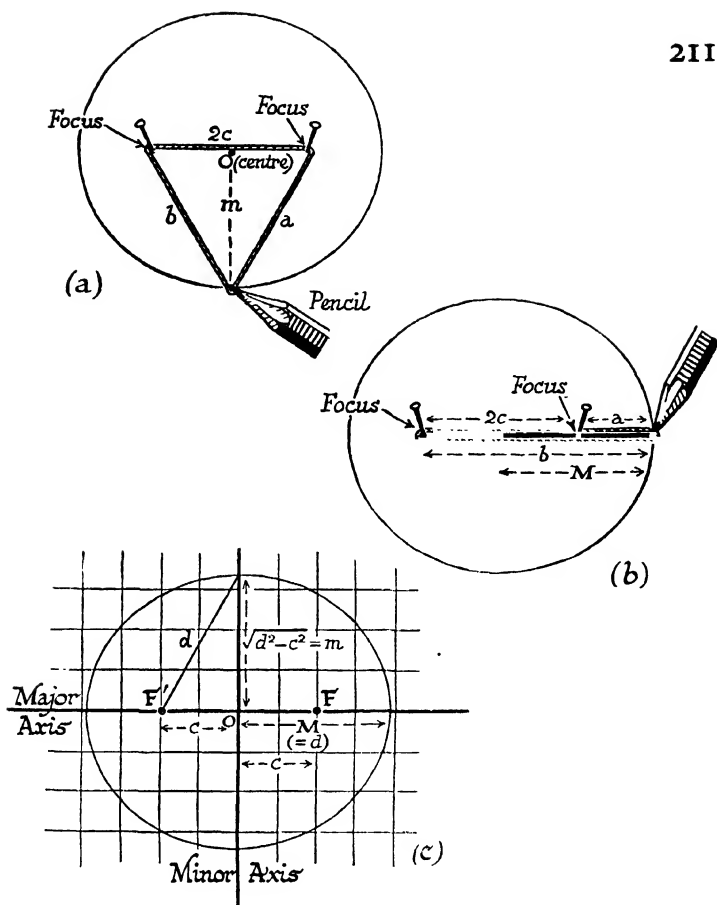 211
Focus
Focus
2c
O (centre)
b
m
a
(a)
Pencil
Focus
Focus
2c
a
b
M
(b)
d
√d²−c² = m
F'
F
Major
Axis
c
O
M
(= d)
c
Minor Axis
(c)